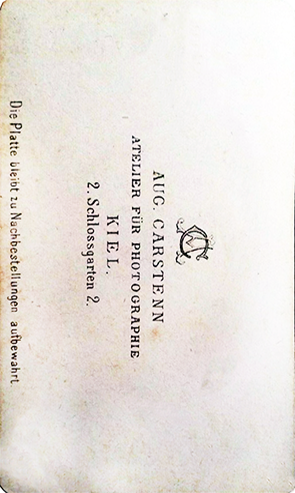 AUG. CARSTENN
ATELIER FÜR PHOTOGRAPHIE
KIEL.
2. Schlossgarten 2.
Die Platte bleibt zu Nachbestellungen aufbewahrt.